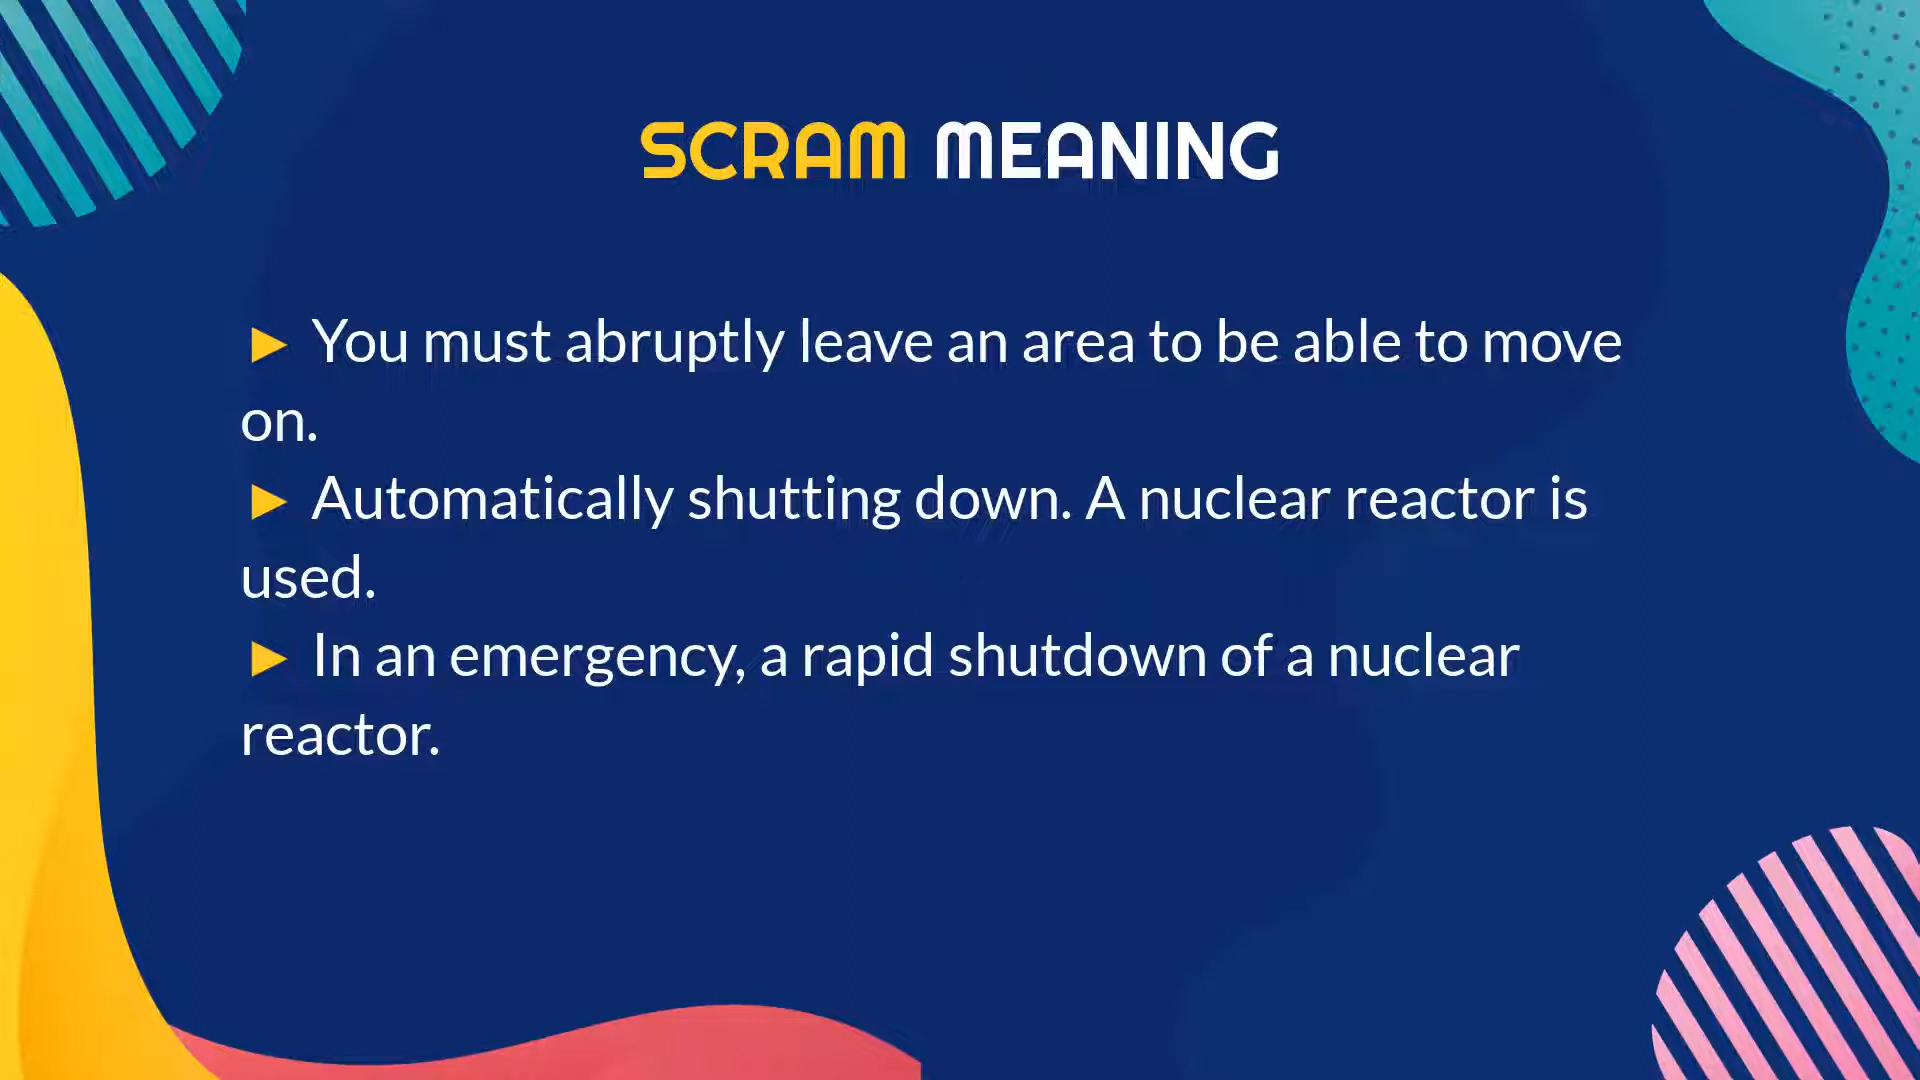 SCRAM MEANING
► You must abruptly leave an area to be able to move
on.
► Automatically shutting down. A nuclear reactor is
used.
► In an emergency, a rapid shutdown of a nuclear
reactor.